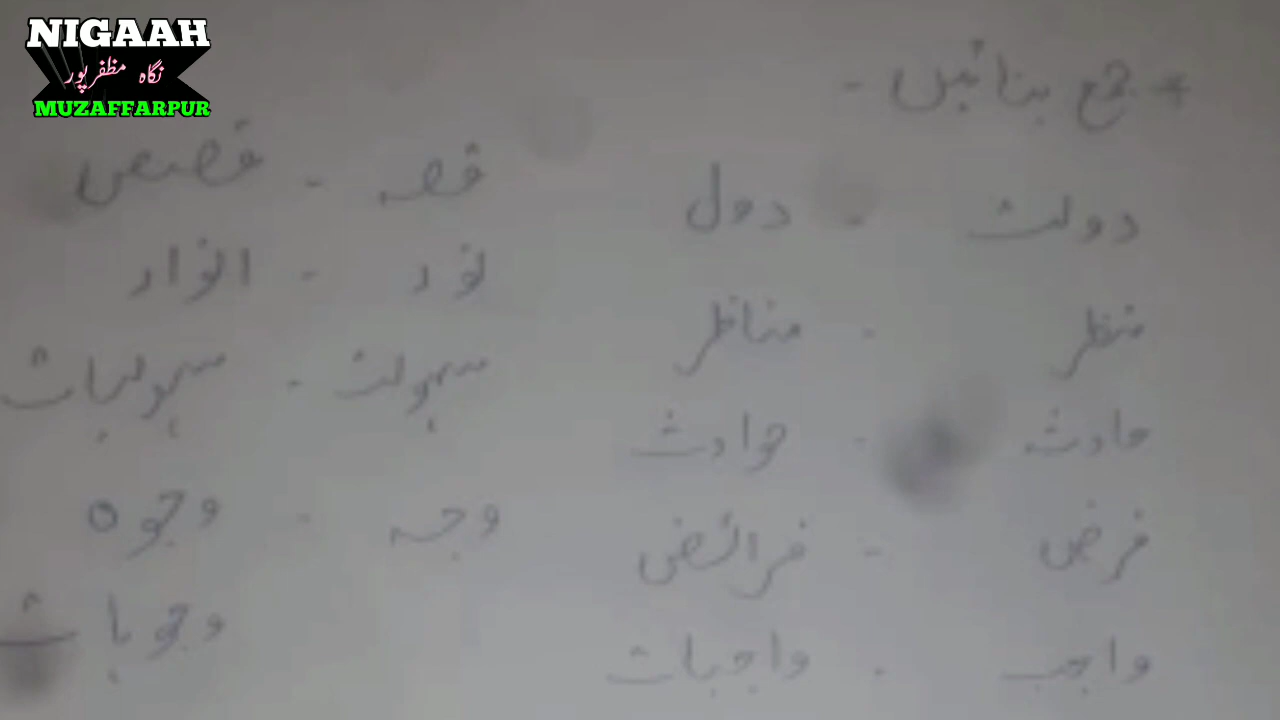 NIGAAH
نگاہ مظفرپور
MUZAFFARPUR
* جمع بنائیں -
دولت - دول
منظر - مناظر
حادثہ - حوادث
فرض - فرائض
واجب - واجبات
قصہ - قصص
نور - انوار
سہولت - سہولیات
وجہ - وجوہ
وجوہات